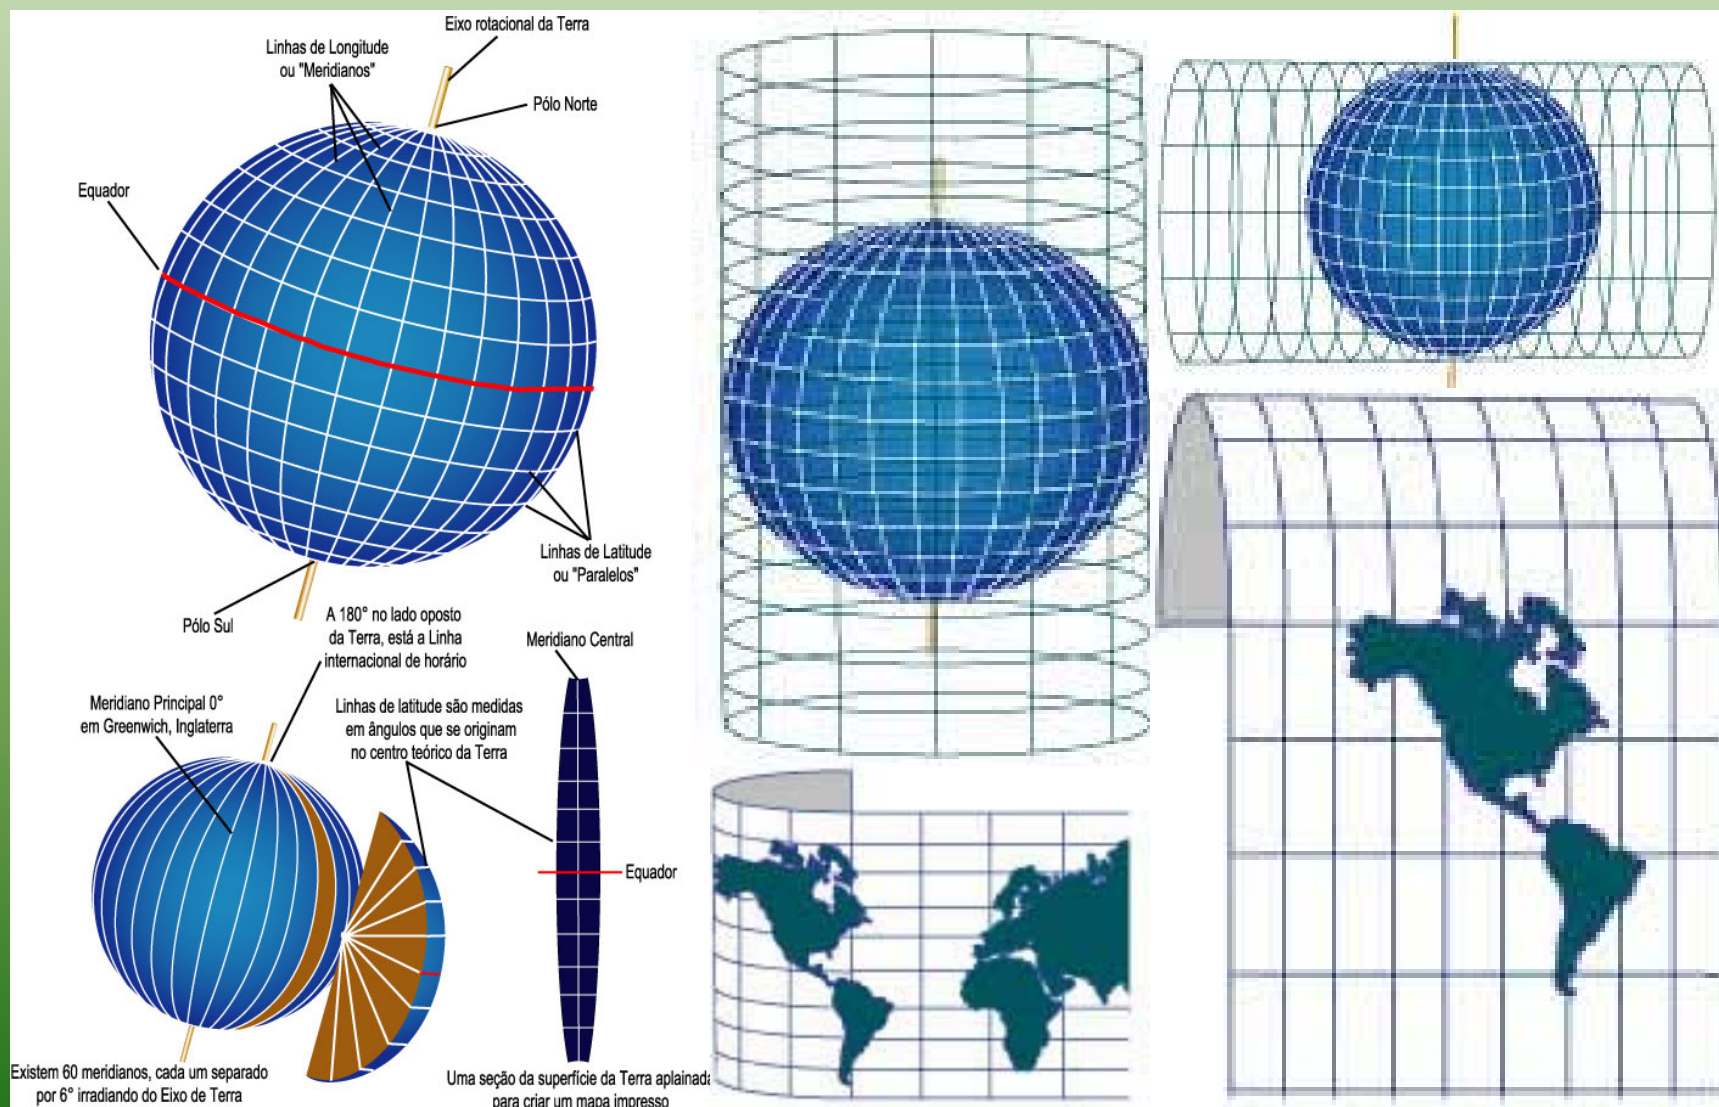 Eixo rotacional da Terra
Linhas de Longitude
ou "Meridianos"
Pólo Norte
Equador
Linhas de Latitude
ou "Paralelos"
Pólo Sul
A 180° no lado oposto
da Terra, está a Linha
internacional de horário
Meridiano Central
Meridiano Principal 0°
em Greenwich, Inglaterra
Linhas de latitude são medidas
em ângulos que se originam
no centro teórico da Terra
Equador
Existem 60 meridianos, cada um separado
por 6° irradiando do Eixo de Terra
Uma seção da superfície da Terra aplainada
para criar um mapa impresso